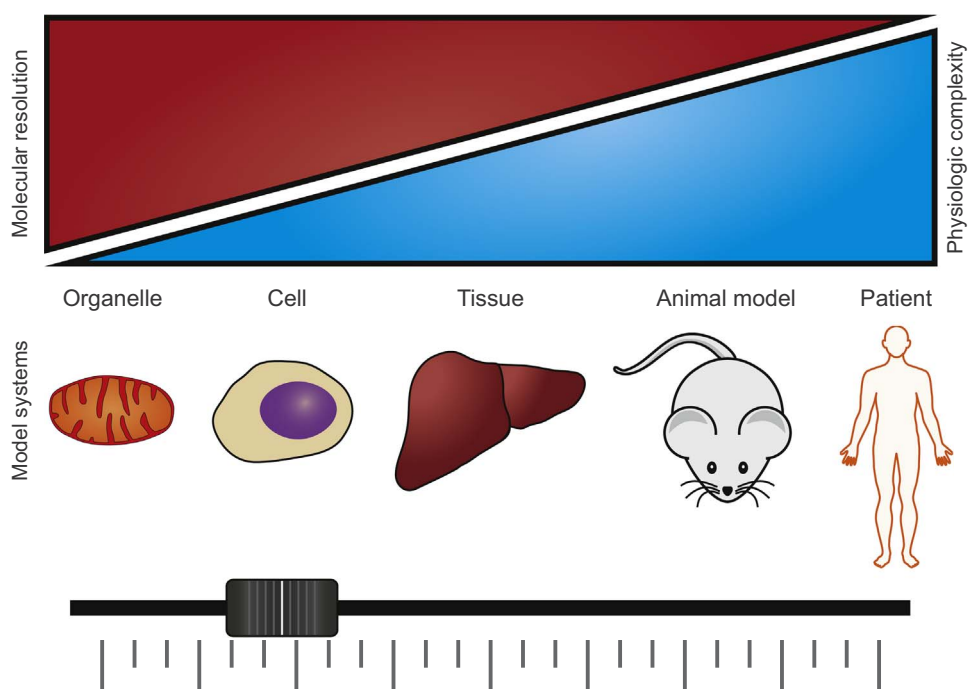 Molecular resolution
Physiologic complexity
Organelle
Cell
Tissue
Animal model
Patient
Model systems